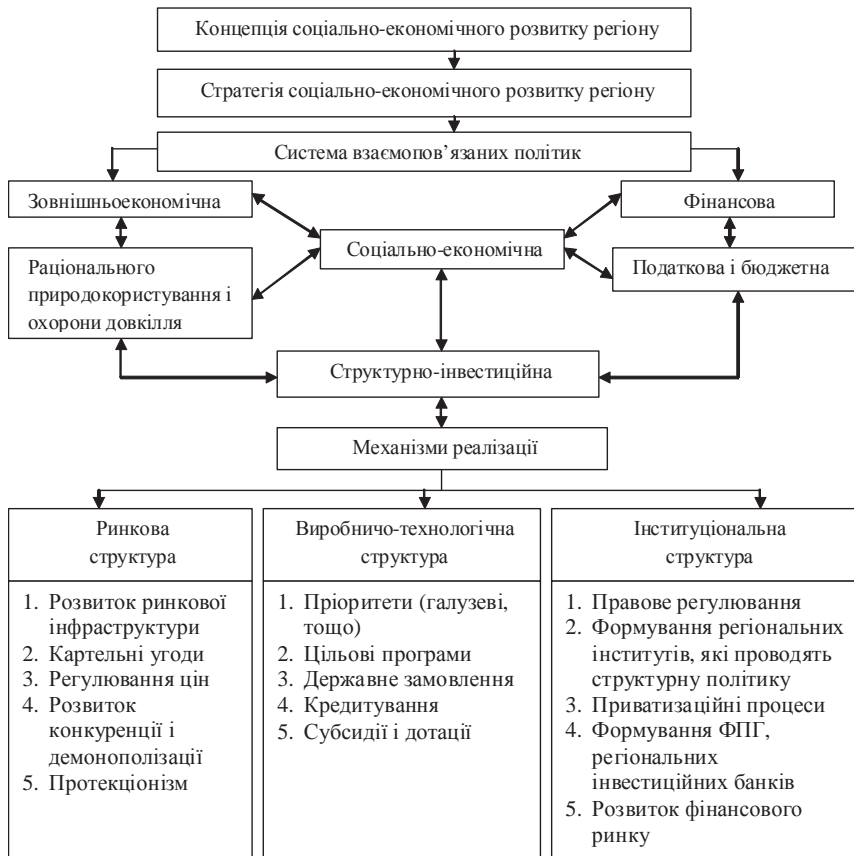 Концепція соціально-економічного розвитку регіону
Стратегія соціально-економічного розвитку регіону
Система взаємопов’язаних політик
Зовнішньоекономічна
Фінансова
Соціально-економічна
Раціонального
природокористування і
охорони довкілля
Податкова і бюджетна
Структурно-інвестиційна
Механізми реалізації
Ринкова
структура
1. Розвиток ринкової
інфраструктури
2. Картельні угоди
3. Регулювання цін
4. Розвиток
конкуренції і
демонополізації
5. Протекціонізм
Виробничо-технологічна
структура
1. Пріоритети (галузеві,
тощо)
2. Цільові програми
3. Державне замовлення
4. Кредитування
5. Субсидії і дотації
Інституціональна
структура
1. Правове регулювання
2. Формування регіональних
інститутів, які проводять
структурну політику
3. Приватизаційні процеси
4. Формування ФПГ,
регіональних
інвестиційних банків
5. Розвиток фінансового
ринку